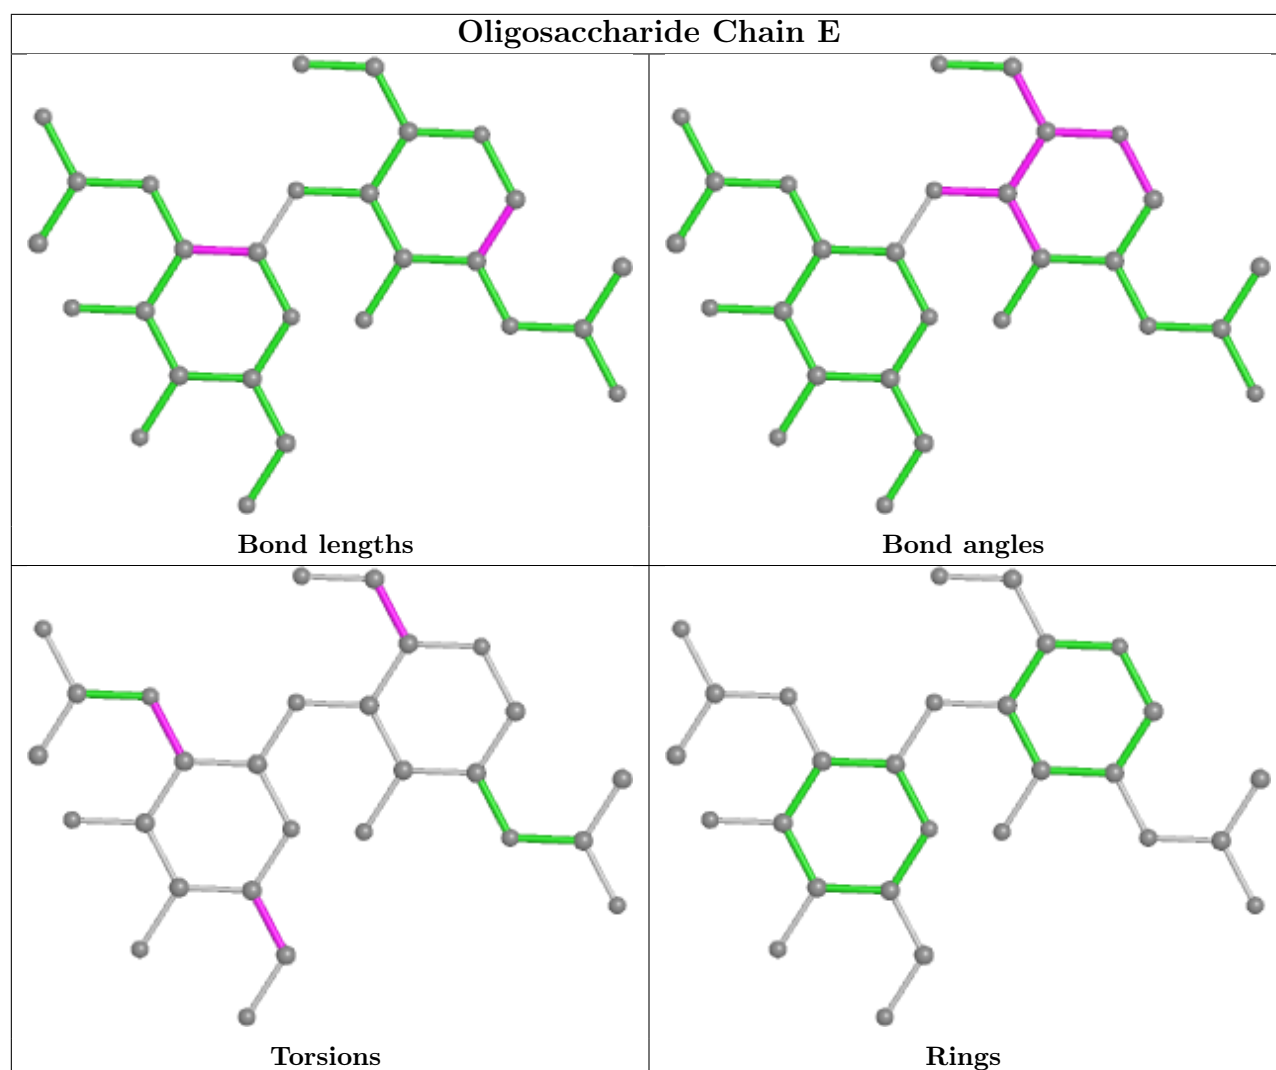 Oligosaccharide Chain E
Bond lengths
Bond angles
Torsions
Rings